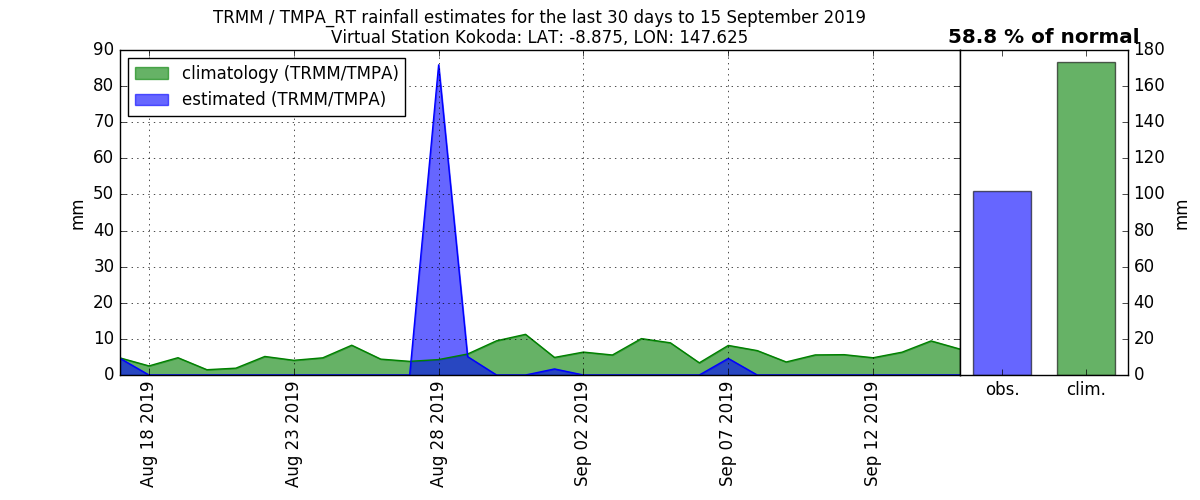 TRMM / TMPA_RT rainfall estimates for the last 30 days to 15 September 2019
Virtual Station Kokoda: LAT: -8.875, LON: 147.625
58.8 % of normal
climatology (TRMM/TMPA)
estimated (TRMM/TMPA)
90
80
70
60
50
40
30
20
10
0
mm
Aug 18 2019
Aug 23 2019
Aug 28 2019
Sep 02 2019
Sep 07 2019
Sep 12 2019
180
160
140
120
100
80
60
40
20
0
mm
obs.
clim.